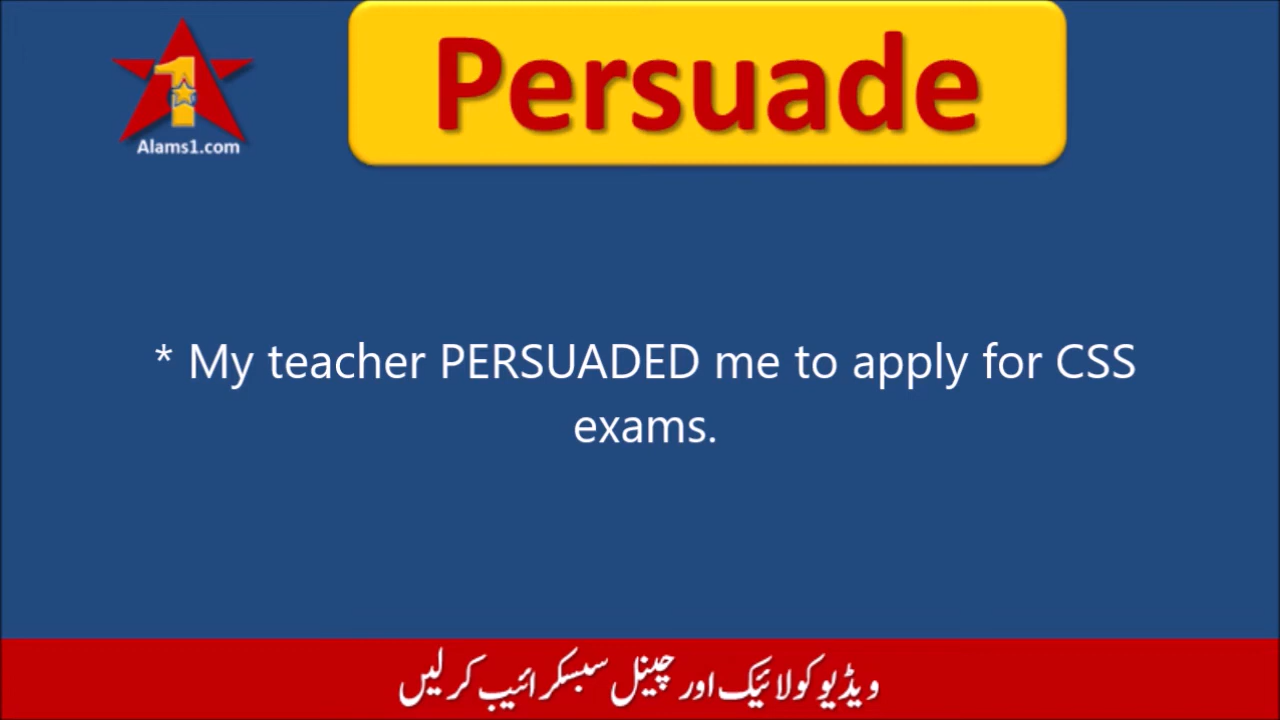 Persuade
1
Alams1.com
* My teacher PERSUADED me to apply for CSS
exams.
ویڈیو کو لائیک اور چینل سبسکرائیب کر لیں